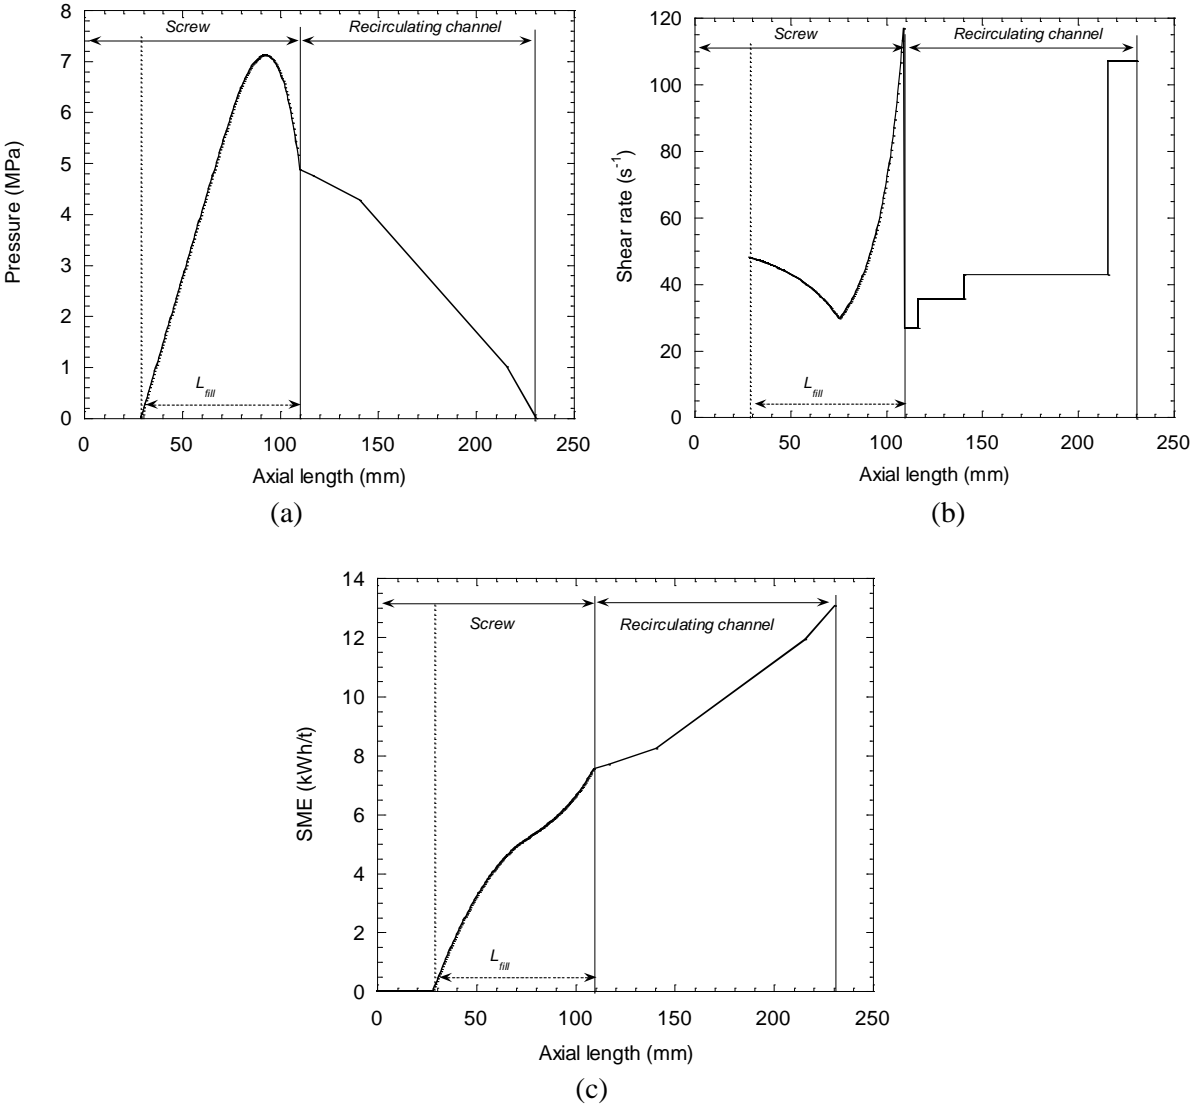 8
7
6
5
4
3
2
1
0
Pressure (MPa)
Screw
Recirculating channel
L_fill
0 50 100 150 200 250
Axial length (mm)
(a)
120
100
80
60
40
20
0
Shear rate (s⁻¹)
Screw
Recirculating channel
L_fill
0 50 100 150 200 250
Axial length (mm)
(b)
14
12
10
8
6
4
2
0
SME (kWh/t)
Screw
Recirculating channel
L_fill
0 50 100 150 200 250
Axial length (mm)
(c)